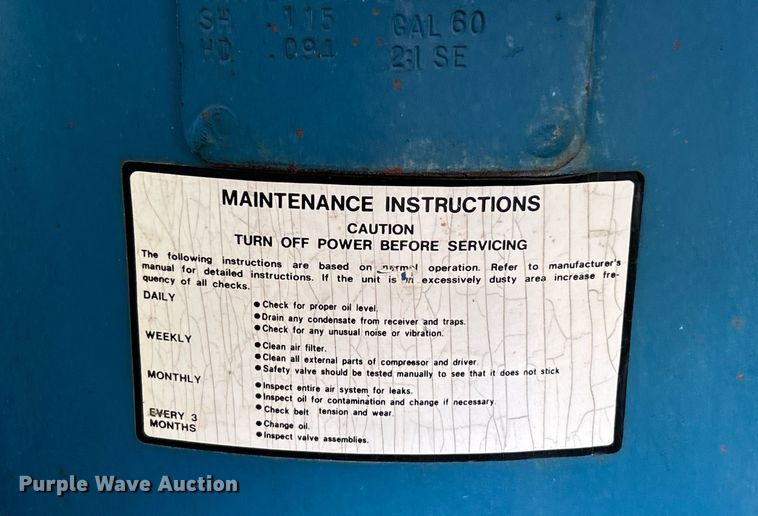 SH .115 GAL 60
HD .094 2:1 SE
MAINTENANCE INSTRUCTIONS
CAUTION
TURN OFF POWER BEFORE SERVICING
The following instructions are based on normal operation. Refer to manufacturer's
manual for detailed instructions. If the unit is in excessively dusty area increase fre-
quency of all checks.
DAILY
● Check for proper oil level.
● Drain any condensate from receiver and traps.
● Check for any unusual noise or vibration.
WEEKLY
● Clean air filter.
● Clean all external parts of compressor and driver.
● Safety valve should be tested manually to see that it does not stick
MONTHLY
● Inspect entire air system for leaks.
● Inspect oil for contamination and change if necessary.
● Check belt tension and wear.
EVERY 3
MONTHS
● Change oil.
● Inspect valve assemblies.
Purple Wave Auction